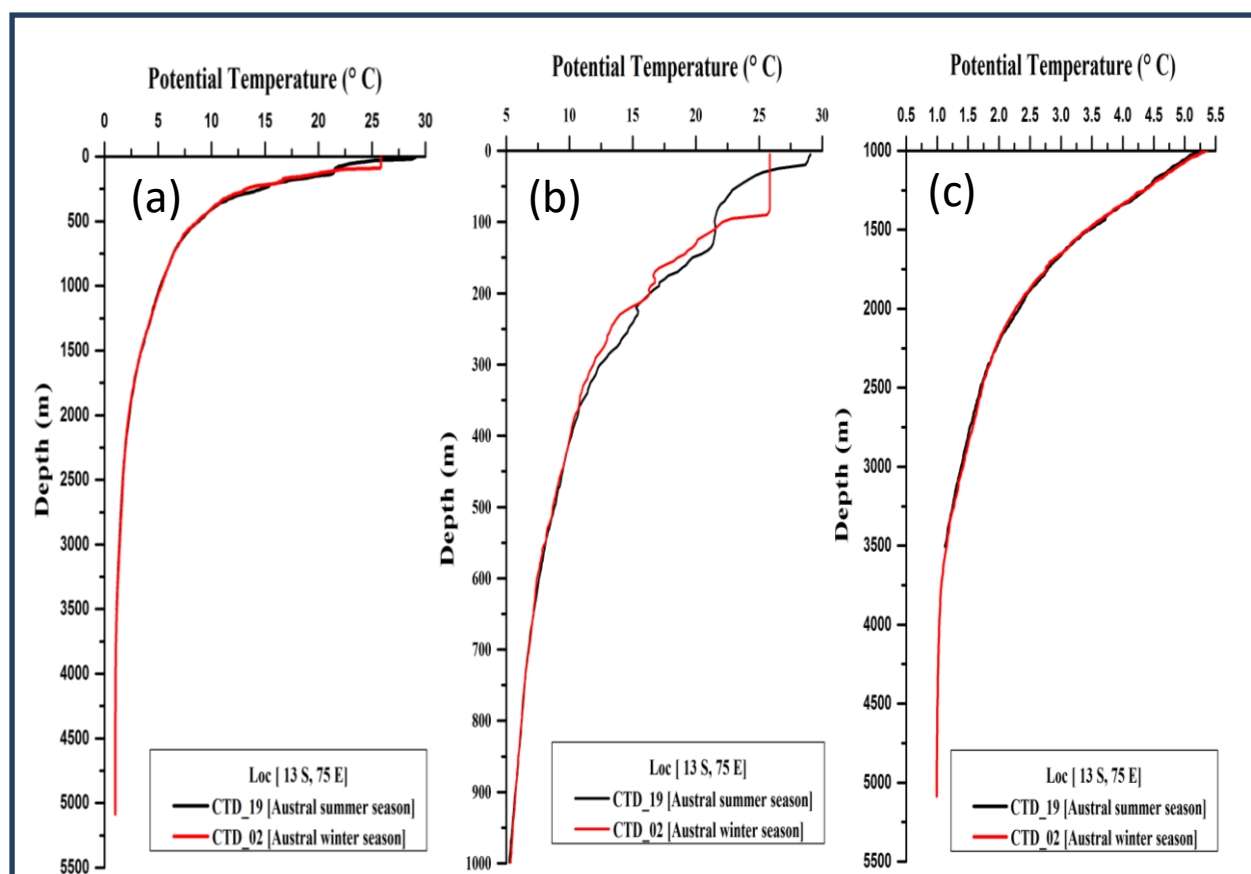 Potential Temperature (° C)
0 5 10 15 20 25 30
0
500
1000
1500
2000
2500
3000
3500
4000
4500
5000
5500
Depth (m)
(a)
Loc [ 13 S, 75 E]
CTD_19 [Austral summer season]
CTD_02 [Austral winter season]
Potential Temperature (° C)
5 10 15 20 25 30
0
100
200
300
400
500
600
700
800
900
1000
Depth (m)
(b)
Loc [ 13 S, 75 E]
CTD_19 [Austral summer season]
CTD_02 [Austral winter season]
Potential Temperature (° C)
0.5 1.0 1.5 2.0 2.5 3.0 3.5 4.0 4.5 5.0 5.5
1000
1500
2000
2500
3000
3500
4000
4500
5000
5500
Depth (m)
(c)
Loc [ 13 S, 75 E]
CTD_19 [Austral summer season]
CTD_02 [Austral winter season]